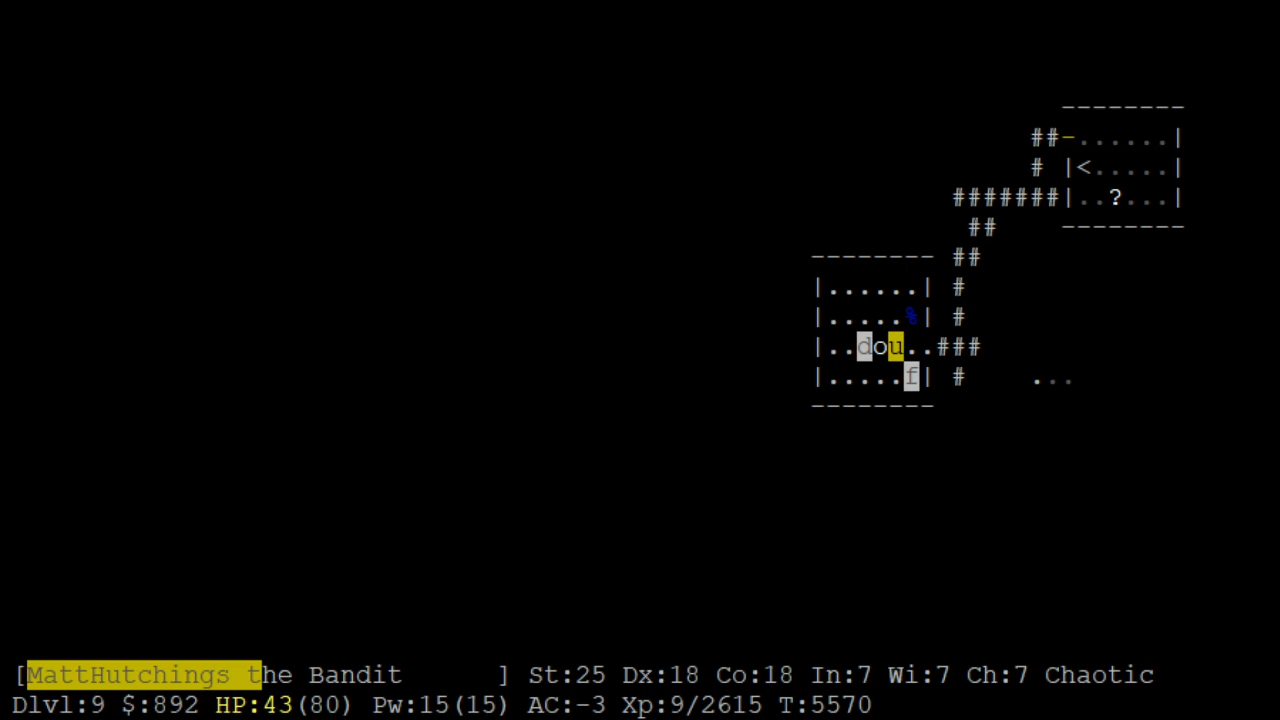 --------
##-......|
# |<.....|
#######|..?...|
## --------
-------- ##
|......| #
|.....%| #
|..dou..###
|.....f| # ...
--------
[MattHutchings the Bandit ] St:25 Dx:18 Co:18 In:7 Wi:7 Ch:7 Chaotic
Dlvl:9 $:892 HP:43(80) Pw:15(15) AC:-3 Xp:9/2615 T:5570